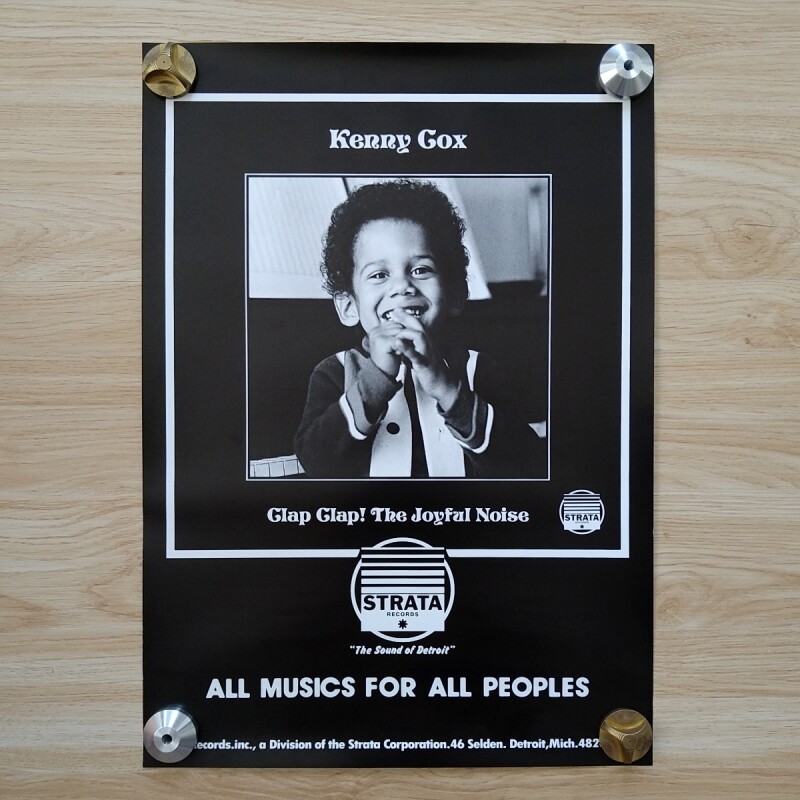 Kenny Cox
Clap Clap! The Joyful Noise
STRATA
STRATA
RECORDS
"The Sound of Detroit"
ALL MUSICS FOR ALL PEOPLES
ecords.inc., a Division of the Strata Corporation.46 Selden. Detroit,Mich.482